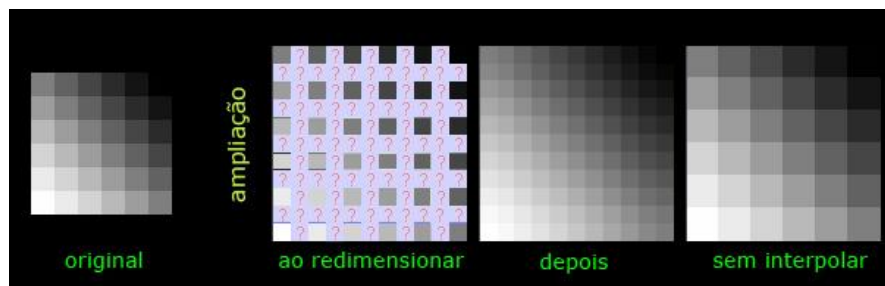 ampliação
? ? ? ? ?
? ? ? ? ? ? ? ? ? ? ?
? ? ? ? ?
? ? ? ? ? ? ? ? ? ? ?
? ? ? ? ?
? ? ? ? ? ? ? ? ? ? ?
? ? ? ? ?
? ? ? ? ? ? ? ? ? ? ?
? ? ? ? ?
? ? ? ? ? ? ? ? ? ? ?
? ? ? ? ?
original
ao redimensionar
depois
sem interpolar